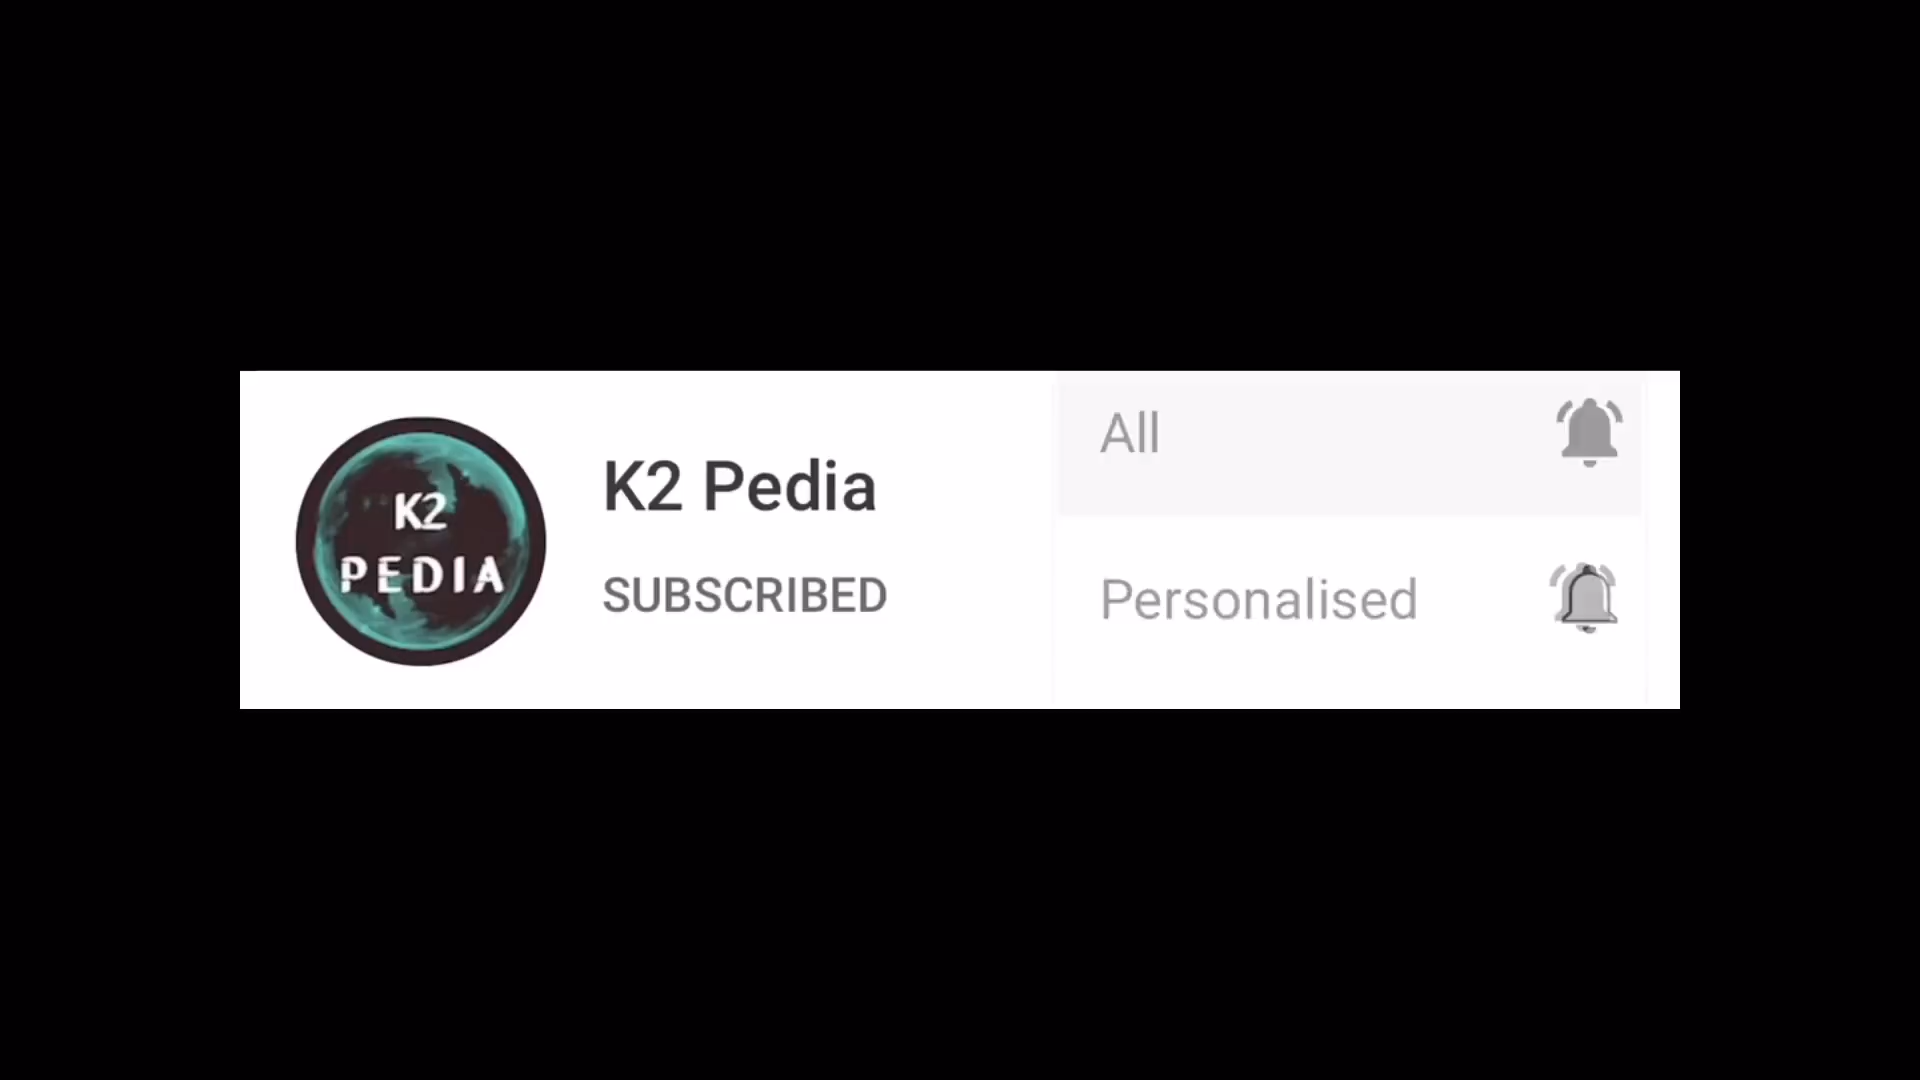 K2
PEDIA
K2 Pedia
SUBSCRIBED
All
Personalised